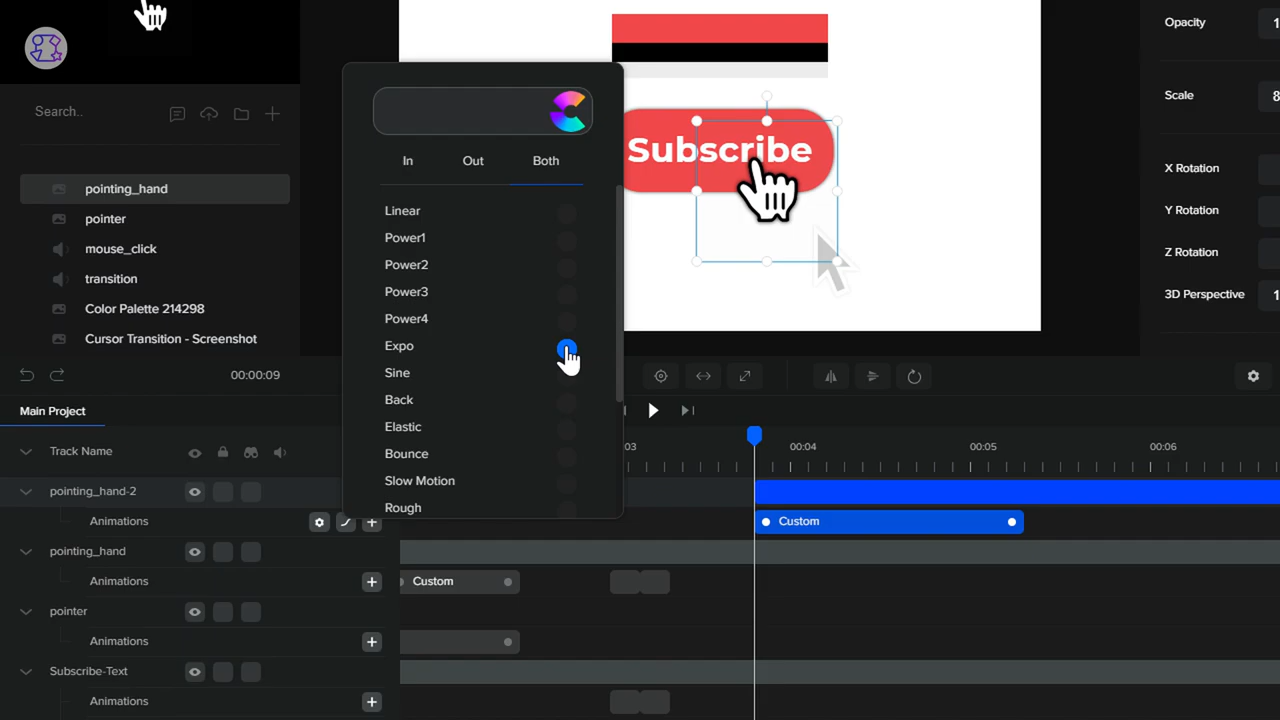 Opacity
1
Search..
Subscribe
Scale
8
In
Out
Both
X Rotation
Y Rotation
Z Rotation
3D Perspective
1
pointing_hand
pointer
mouse_click
transition
Color Palette 214298
Cursor Transition - Screenshot
Linear
Power1
Power2
Power3
Power4
Expo
Sine
Back
Elastic
Bounce
Slow Motion
Rough
00:00:09
Main Project
Track Name
03
00:04
00:05
00:06
pointing_hand-2
Animations
Custom
pointing_hand
Animations
Custom
pointer
Animations
Subscribe-Text
Animations